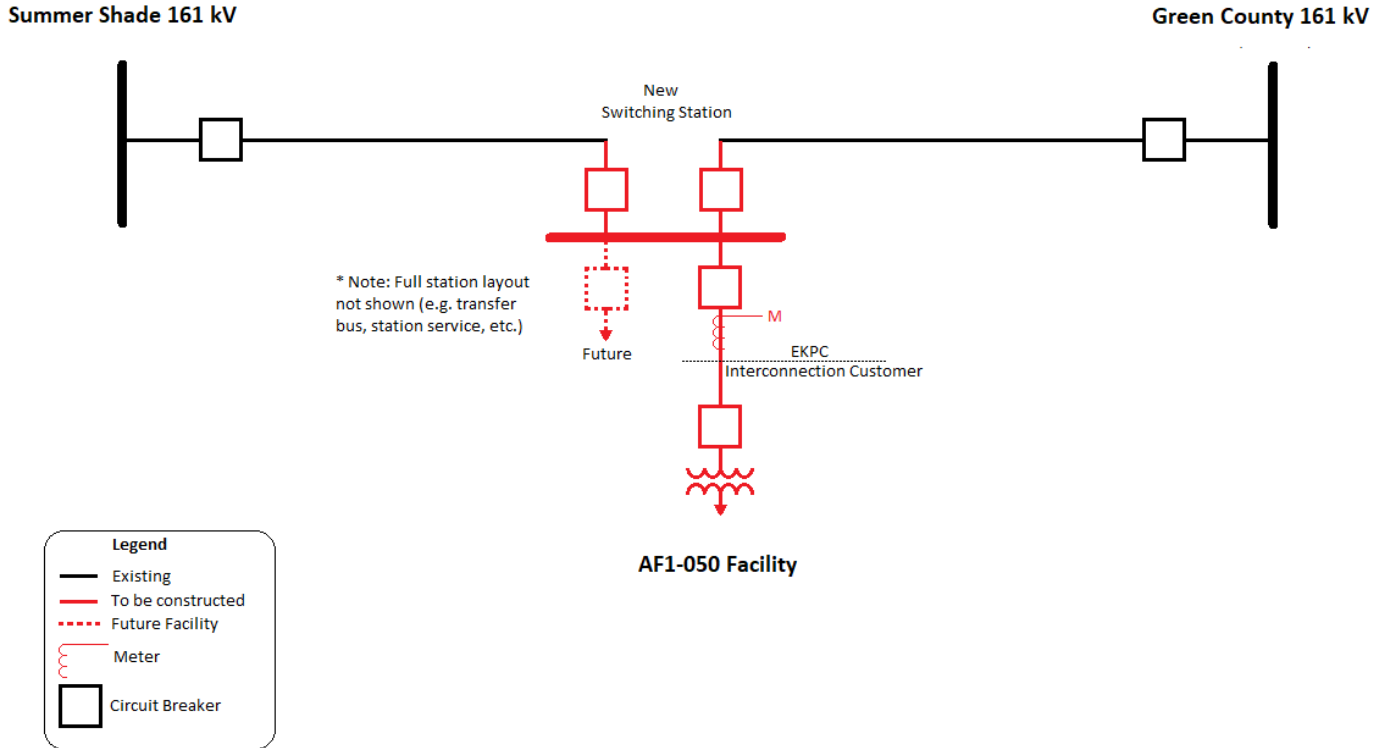 Summer Shade 161 kV
Green County 161 kV
New
Switching Station
* Note: Full station layout
not shown (e.g. transfer
bus, station service, etc.)
Future
M
EKPC
Interconnection Customer
AF1-050 Facility
Legend
Existing
To be constructed
Future Facility
Meter
Circuit Breaker